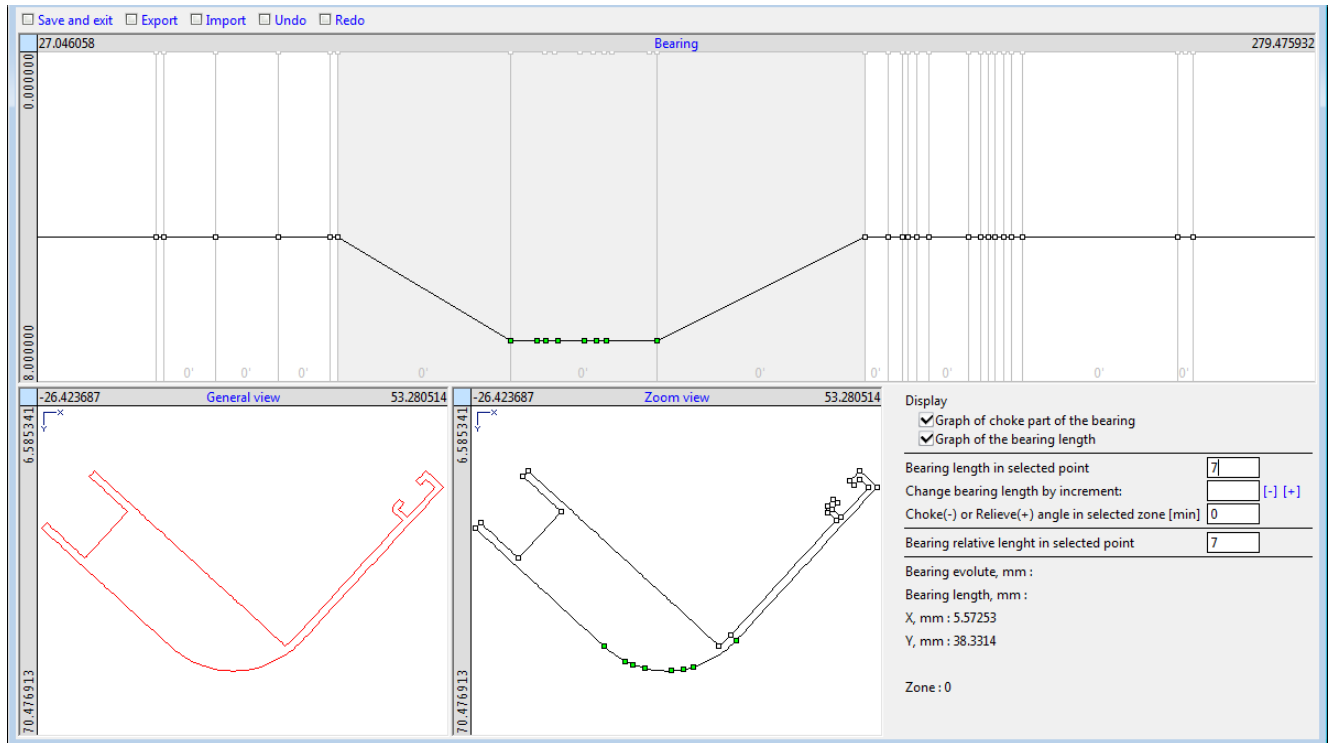 Save and exit Export Import Undo Redo
27.046058 Bearing 279.475932
0.000000
8.000000
0' 0' 0' 0' 0' 0' 0' 0' 0' 0'
-26.423687 General view 53.280514
6.585341
X
Y
70.476913
-26.423687 Zoom view 53.280514
6.585341
X
Y
70.476913
Display
Graph of choke part of the bearing
Graph of the bearing length
Bearing length in selected point 7
Change bearing length by increment: [-] [+]
Choke(-) or Relieve(+) angle in selected zone [min] 0
Bearing relative lenght in selected point 7
Bearing evolute, mm :
Bearing length, mm :
X, mm : 5.57253
Y, mm : 38.3314
Zone : 0